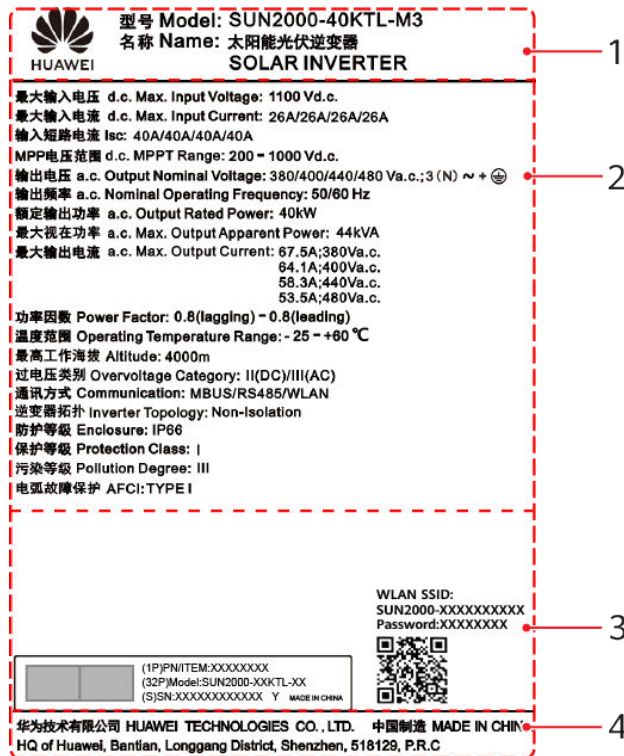 HUAWEI
型号 Model: SUN2000-40KTL-M3
名称 Name: 太阳能光伏逆变器
SOLAR INVERTER
1
最大输入电压 d.c. Max. Input Voltage: 1100 Vd.c.
最大输入电流 d.c. Max. Input Current: 26A/26A/26A/26A
输入短路电流 Isc: 40A/40A/40A/40A
MPP电压范围 d.c. MPPT Range: 200 - 1000 Vd.c.
输出电压 a.c. Output Nominal Voltage: 380/400/440/480 Va.c.;3(N) ~ + ⏚
2
输出频率 a.c. Nominal Operating Frequency: 50/60 Hz
额定输出功率 a.c. Output Rated Power: 40kW
最大视在功率 a.c. Max. Output Apparent Power: 44kVA
最大输出电流 a.c. Max. Output Current: 67.5A;380Va.c.
64.1A;400Va.c.
58.3A;440Va.c.
53.5A;480Va.c.
功率因数 Power Factor: 0.8(lagging) - 0.8(leading)
温度范围 Operating Temperature Range: - 25 - +60 ℃
最高工作海拔 Altitude: 4000m
过电压类别 Overvoltage Category: II(DC)/III(AC)
通讯方式 Communication: MBUS/RS485/WLAN
逆变器拓扑 Inverter Topology: Non-Isolation
防护等级 Enclosure: IP66
保护等级 Protection Class: I
污染等级 Pollution Degree: III
电弧故障保护 AFCI:TYPE I
WLAN SSID:
SUN2000-XXXXXXXXXX
Password:XXXXXXXX
3
(1P)PN/ITEM:XXXXXXXX
(32P)Model:SUN2000-XXKTL-XX
(S)SN:XXXXXXXXXXXX Y MADE IN CHINA
华为技术有限公司 HUAWEI TECHNOLOGIES CO., LTD. 中国制造 MADE IN CHIN
4
HQ of Huawei, Bantian, Longgang District, Shenzhen, 518129, P.R.C